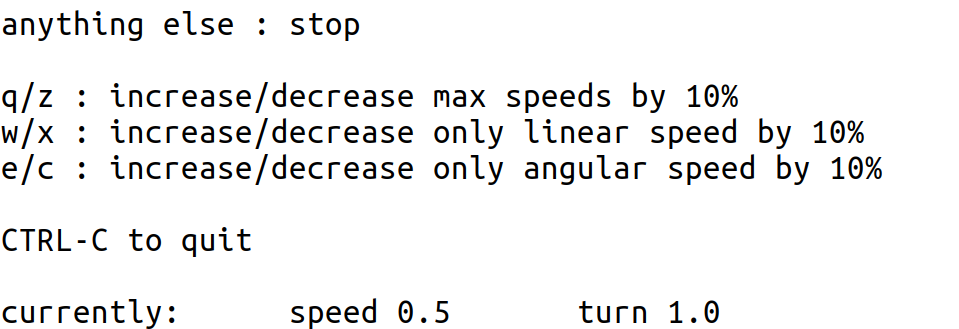 anything else : stop
q/z : increase/decrease max speeds by 10%
w/x : increase/decrease only linear speed by 10%
e/c : increase/decrease only angular speed by 10%
CTRL-C to quit
currently:      speed 0.5       turn 1.0